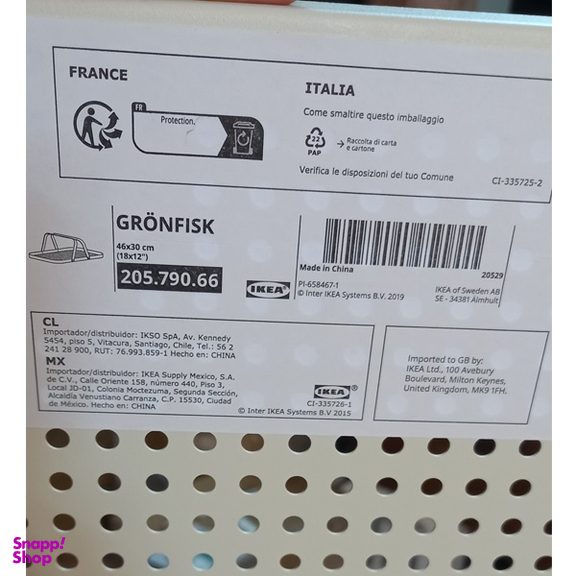 FRANCE
FR
Protection.
ITALIA
Come smaltire questo imballaggio
22
PAP
→ Raccolta di carta
e cartone
Verifica le disposizioni del tuo Comune
CI-335725-2
GRÖNFISK
46x30 cm
(18x12")
205.790.66
IKEA®
Made in China
20529
PI-658467-1
© Inter IKEA Systems B.V. 2019
IKEA of Sweden AB
SE - 34381 Älmhult
CL
Importador/distribuidor: IKSO SpA, Av. Kennedy
5454, piso 5, Vitacura, Santiago, Chile, Tel.: 56 2
241 28 900, RUT: 76.993.859-1 Hecho en: CHINA
MX
Importador/distribuidor: IKEA Supply Mexico, S.A.
de C.V., Calle Oriente 158, número 440, Piso 3,
Local JD-01, Colonia Moctezuma, Segunda Sección,
Alcaldía Venustiano Carranza, C.P. 15530, Ciudad
de México. Hecho en: CHINA
IKEA®
CI-335726-1
© Inter IKEA Systems B.V 2015
Imported to GB by:
IKEA Ltd., 100 Avebury
Boulevard, Milton Keynes,
United Kingdom, MK9 1FH.
Snapp!
Shop